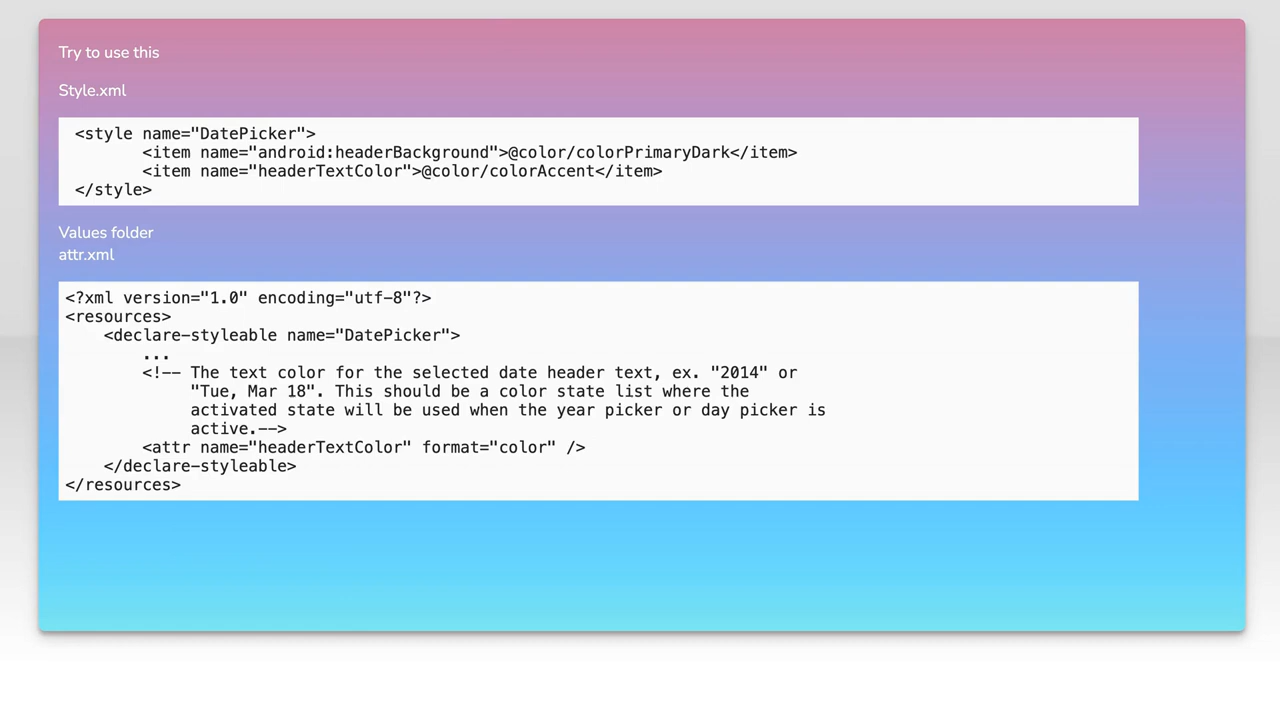 Try to use this
Style.xml
<style name="DatePicker">
<item name="android:headerBackground">@color/colorPrimaryDark</item>
<item name="headerTextColor">@color/colorAccent</item>
</style>
Values folder
attr.xml
<?xml version="1.0" encoding="utf-8"?>
<resources>
<declare-styleable name="DatePicker">
...
<!-- The text color for the selected date header text, ex. "2014" or
"Tue, Mar 18". This should be a color state list where the
activated state will be used when the year picker or day picker is
active.-->
<attr name="headerTextColor" format="color" />
</declare-styleable>
</resources>